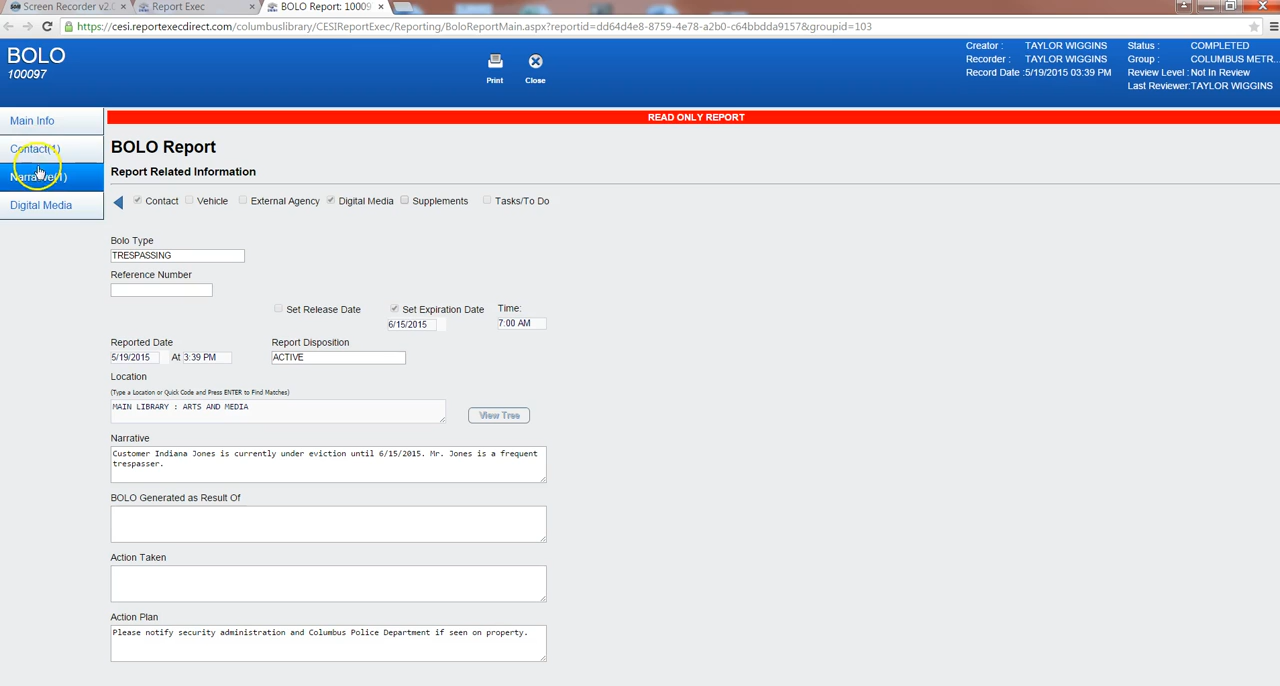 Screen Recorder v2.0
Report Exec
BOLO Report: 10009
https://cesi.reportexecdirect.com/columbuslibrary/CESIReportExec/Reporting/BoloReportMain.aspx?reportid=dd64d4e8-8759-4e78-a2b0-c64bbdda9157&groupid=103
BOLO
100097
Print
Close
Creator : TAYLOR WIGGINS
Recorder : TAYLOR WIGGINS
Record Date :5/19/2015 03:39 PM
Status : COMPLETED
Group : COLUMBUS METR...
Review Level :Not In Review
Last Reviewer:TAYLOR WIGGINS
Main Info
Contact(1)
Narrative(1)
Digital Media
READ ONLY REPORT
BOLO Report
Report Related Information
Contact Vehicle External Agency Digital Media Supplements Tasks/To Do
Bolo Type
TRESPASSING
Reference Number
Set Release Date Set Expiration Date Time:
6/15/2015 7:00 AM
Reported Date Report Disposition
5/19/2015 At 3:39 PM ACTIVE
Location
(Type a Location or Quick Code and Press ENTER to Find Matches)
MAIN LIBRARY : ARTS AND MEDIA
View Tree
Narrative
Customer Indiana Jones is currently under eviction until 6/15/2015. Mr. Jones is a frequent
trespasser.
BOLO Generated as Result Of
Action Taken
Action Plan
Please notify security administration and Columbus Police Department if seen on property.